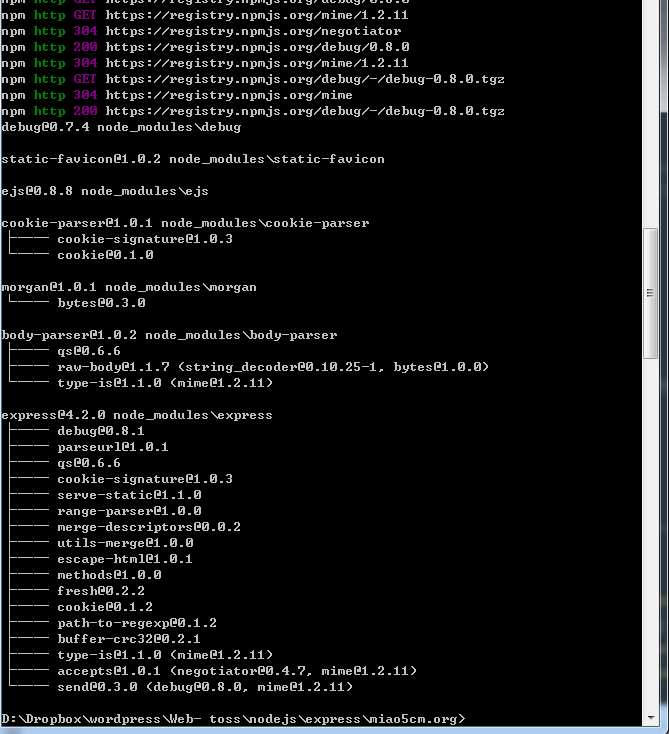 npm http GET https://registry.npmjs.org/debug/0.8.0
npm http GET https://registry.npmjs.org/mime/1.2.11
npm http 304 https://registry.npmjs.org/negotiator
npm http 200 https://registry.npmjs.org/debug/0.8.0
npm http 304 https://registry.npmjs.org/mime/1.2.11
npm http GET https://registry.npmjs.org/debug/-/debug-0.8.0.tgz
npm http 304 https://registry.npmjs.org/mime
npm http 200 https://registry.npmjs.org/debug/-/debug-0.8.0.tgz
debug@0.7.4 node_modules\debug
static-favicon@1.0.2 node_modules\static-favicon
ejs@0.8.8 node_modules\ejs
cookie-parser@1.0.1 node_modules\cookie-parser
├── cookie-signature@1.0.3
└── cookie@0.1.0
morgan@1.0.1 node_modules\morgan
└── bytes@0.3.0
body-parser@1.0.2 node_modules\body-parser
├── qs@0.6.6
├── raw-body@1.1.7 (string_decoder@0.10.25-1, bytes@1.0.0)
└── type-is@1.1.0 (mime@1.2.11)
express@4.2.0 node_modules\express
├── debug@0.8.1
├── parseurl@1.0.1
├── qs@0.6.6
├── cookie-signature@1.0.3
├── serve-static@1.1.0
├── range-parser@1.0.0
├── merge-descriptors@0.0.2
├── utils-merge@1.0.0
├── escape-html@1.0.1
├── methods@1.0.0
├── fresh@0.2.2
├── cookie@0.1.2
├── path-to-regexp@0.1.2
├── buffer-crc32@0.2.1
├── type-is@1.1.0 (mime@1.2.11)
├── accepts@1.0.1 (negotiator@0.4.7, mime@1.2.11)
└── send@0.3.0 (debug@0.8.0, mime@1.2.11)
D:\Dropbox\wordpress\Web- toss\nodejs\express\miao5cm.org>